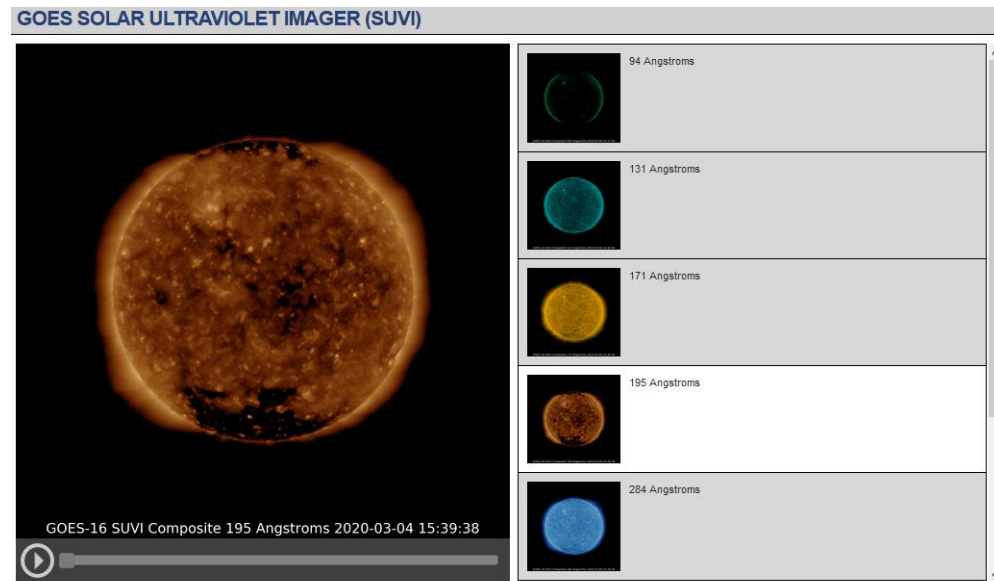 GOES SOLAR ULTRAVIOLET IMAGER (SUVI)
GOES-16 SUVI Composite 195 Angstroms 2020-03-04 15:39:38
94 Angstroms
131 Angstroms
171 Angstroms
195 Angstroms
284 Angstroms